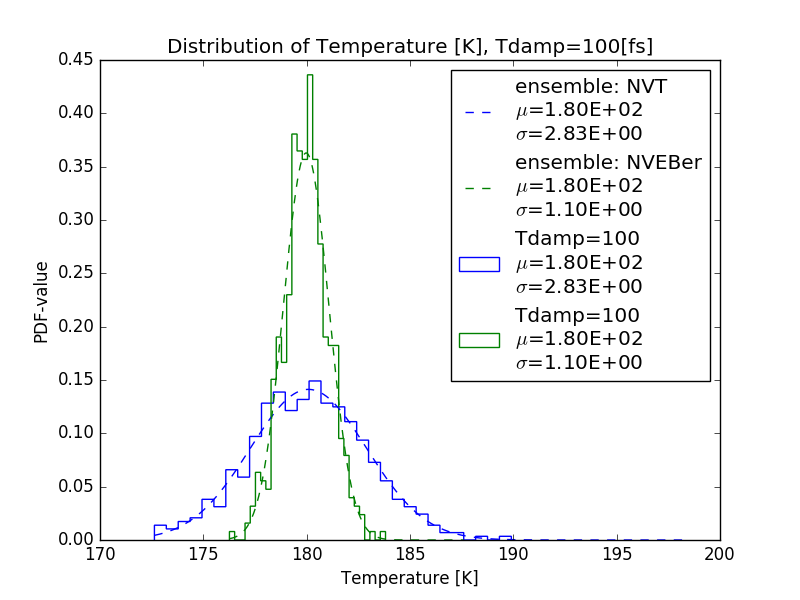 Distribution of Temperature [K], Tdamp=100[fs]
0.45
0.40
0.35
0.30
0.25
0.20
0.15
0.10
0.05
0.00
PDF-value
ensemble: NVT
μ=1.80E+02
σ=2.83E+00
ensemble: NVEBer
μ=1.80E+02
σ=1.10E+00
Tdamp=100
μ=1.80E+02
σ=2.83E+00
Tdamp=100
μ=1.80E+02
σ=1.10E+00
170 175 180 185 190 195 200
Temperature [K]